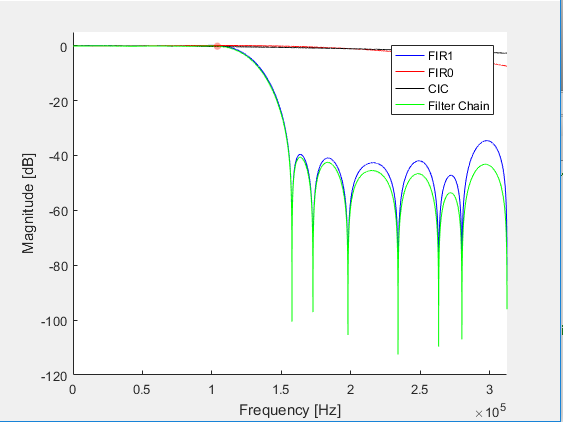 0
-20
-40
-60
-80
-100
-120
Magnitude [dB]
FIR1
FIR0
CIC
Filter Chain
0 0.5 1 1.5 2 2.5 3
Frequency [Hz]
×10^5